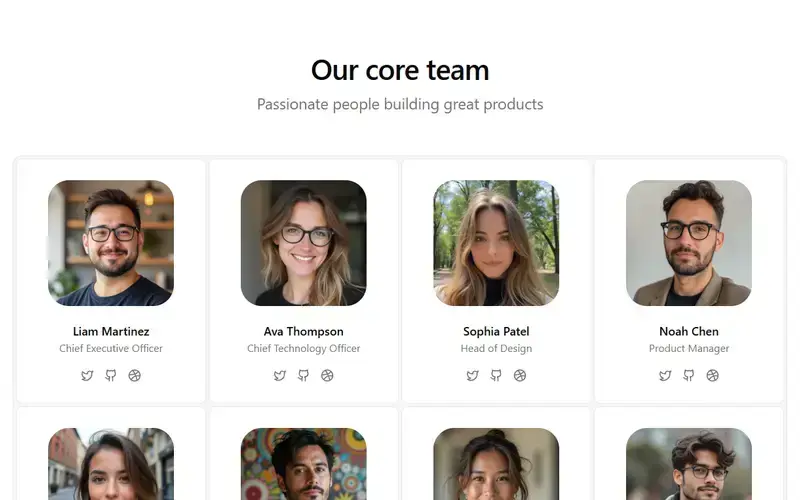 Our core team
Passionate people building great products
Liam Martinez
Chief Executive Officer
Ava Thompson
Chief Technology Officer
Sophia Patel
Head of Design
Noah Chen
Product Manager